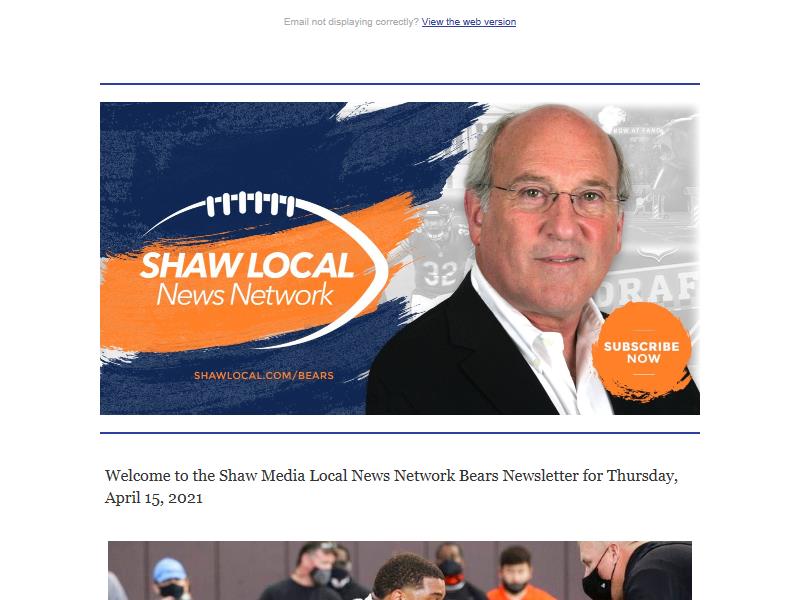 Email not displaying correctly? View the web version
SHAW LOCAL
News Network
SHAWLOCAL.COM/BEARS
32
DRAF
SUBSCRIBE
NOW
Welcome to the Shaw Media Local News Network Bears Newsletter for Thursday,
April 15, 2021